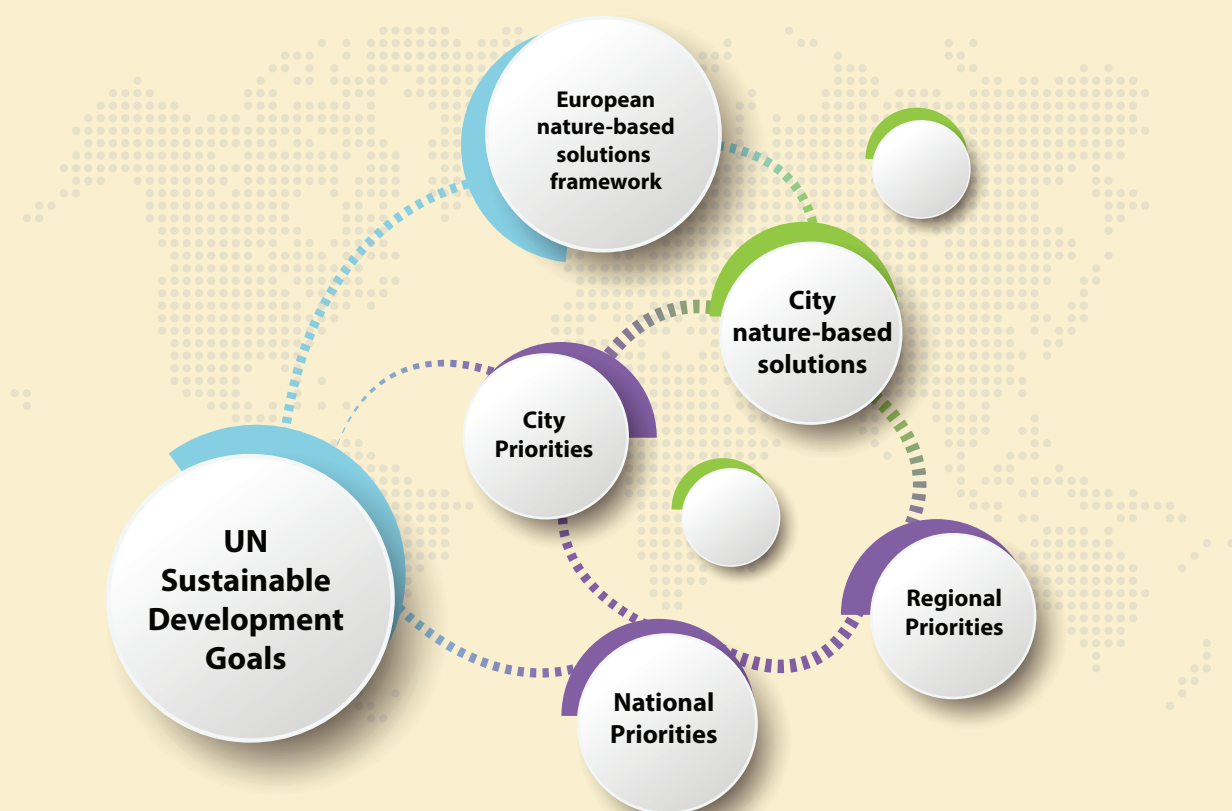 European
nature-based
solutions
framework
City
nature-based
solutions
City
Priorities
UN
Sustainable
Development
Goals
Regional
Priorities
National
Priorities